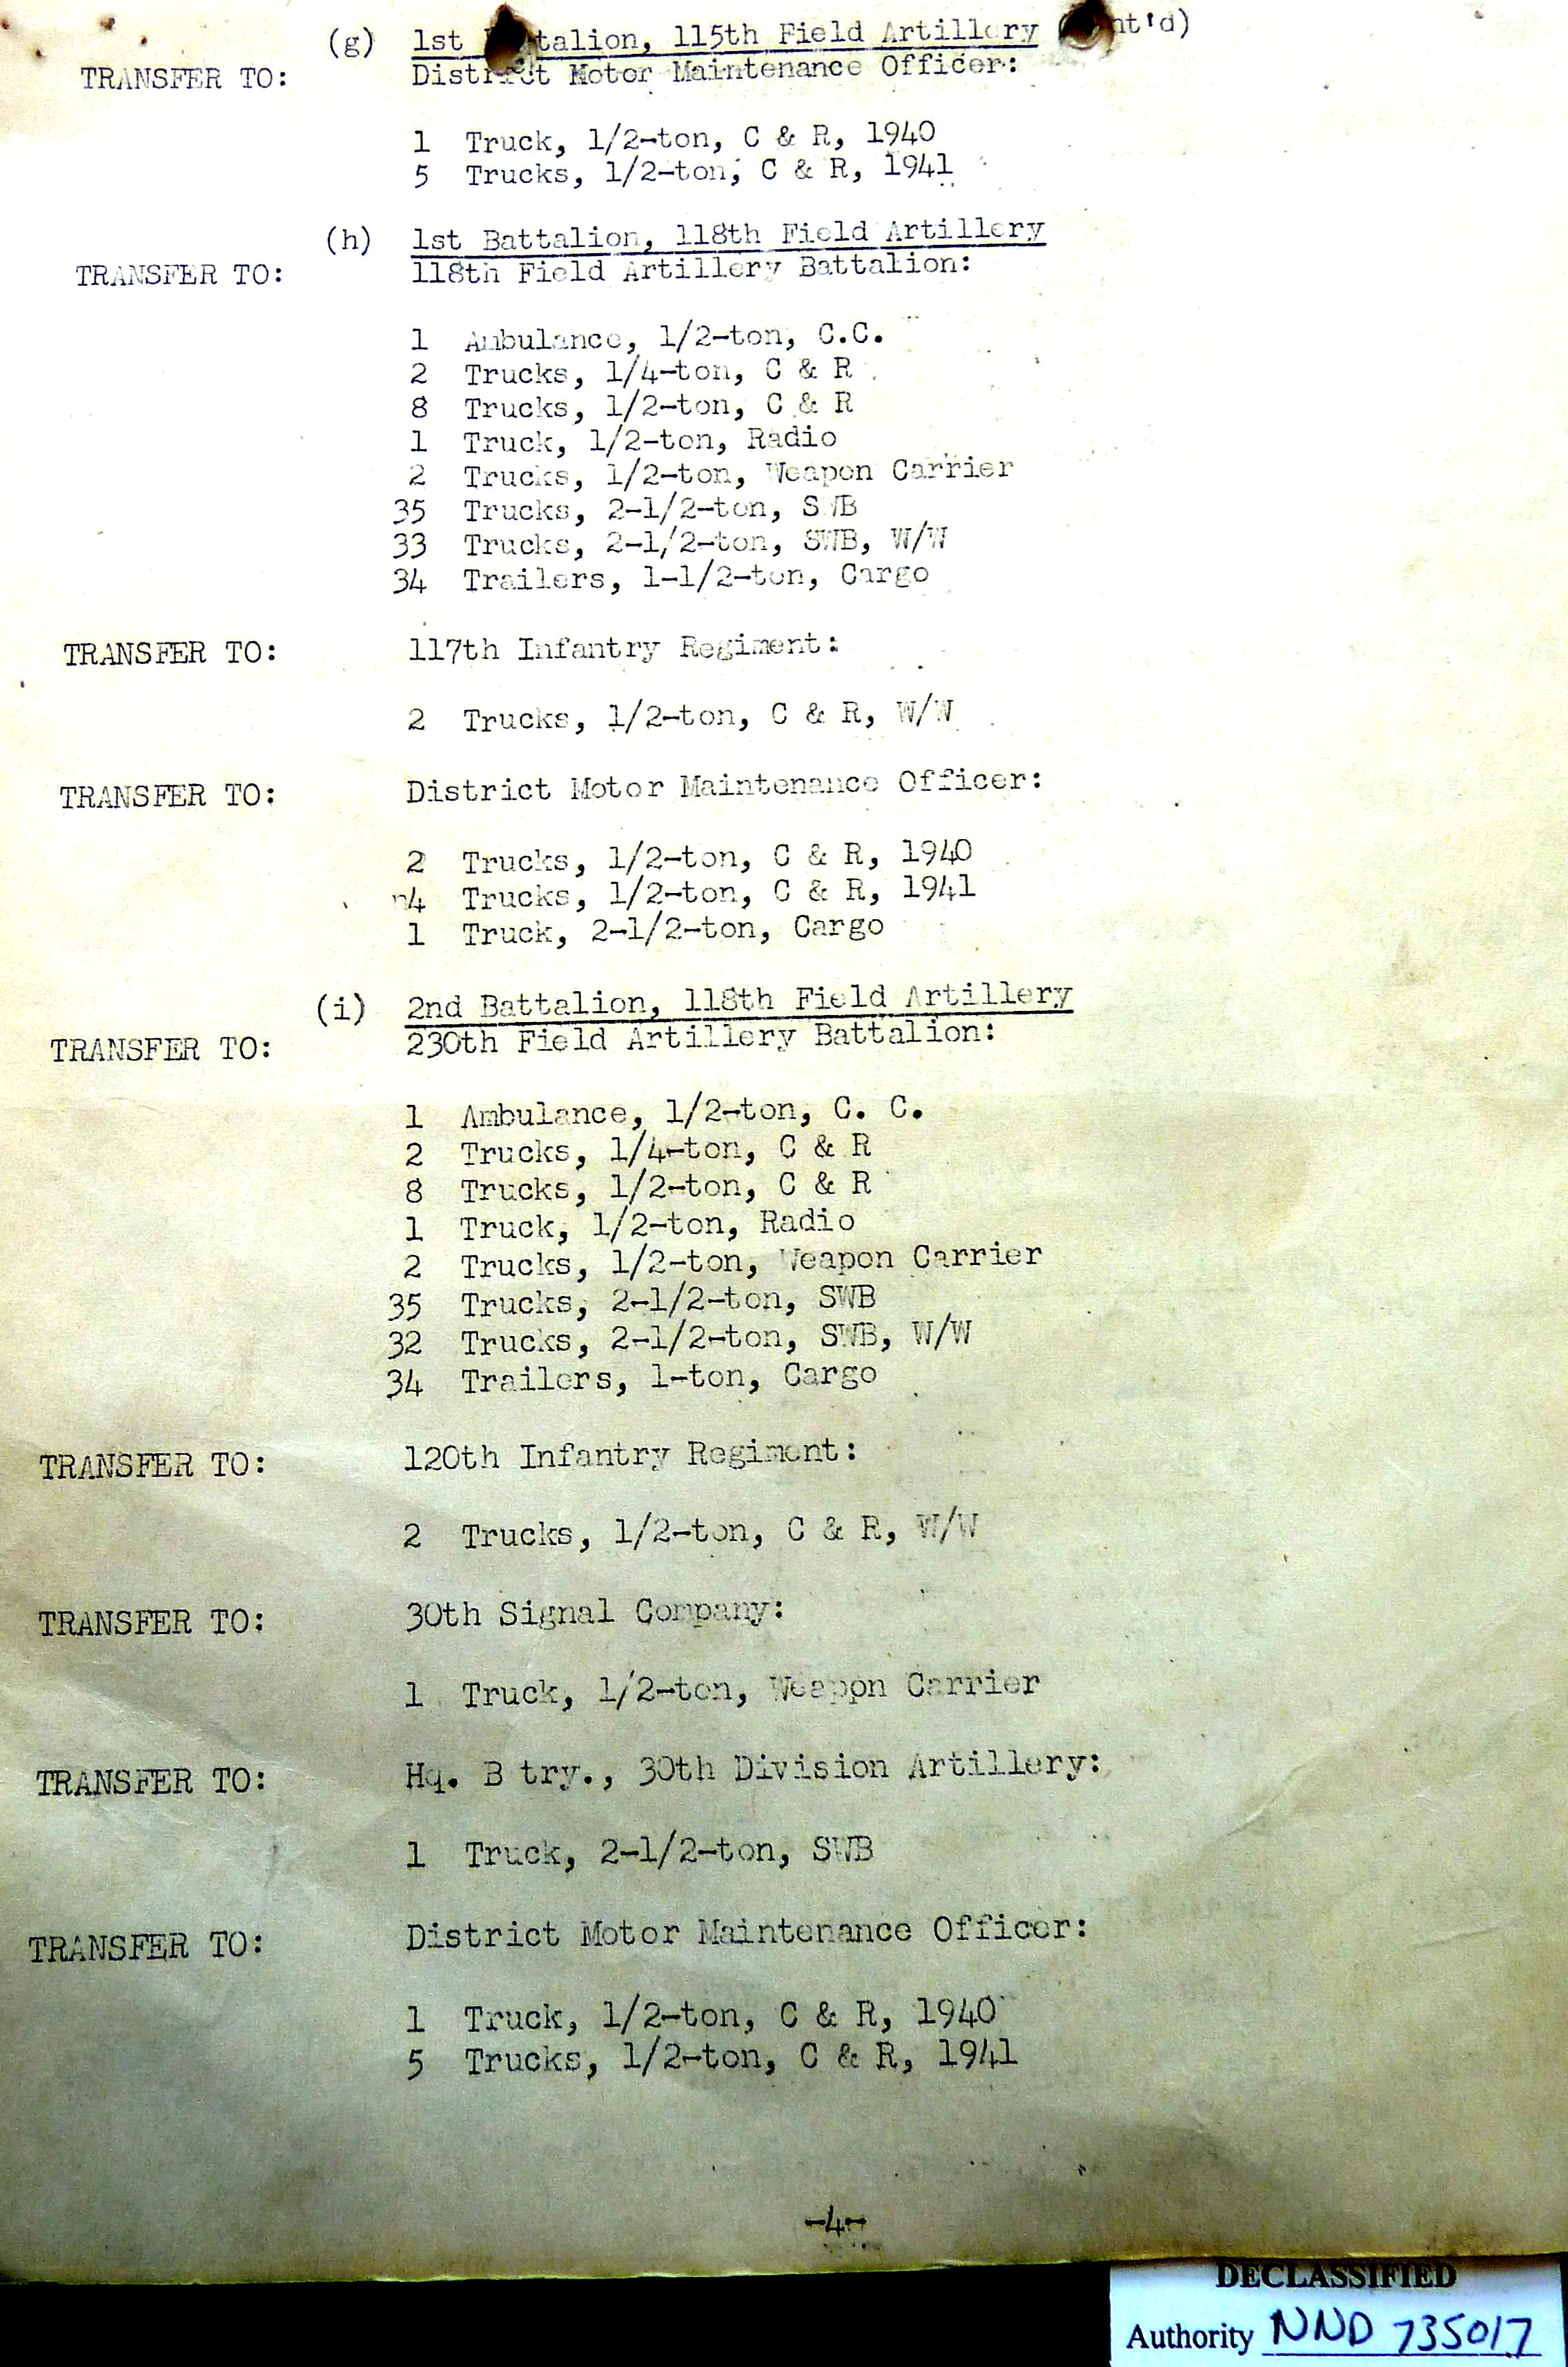 (g) 1st talion, 115th Field Artillery nt'd)
TRANSFER TO: District Motor Maintenance Officer:
1 Truck, 1/2-ton, C & R, 1940
5 Trucks, 1/2-ton, C & R, 1941
(h) 1st Battalion, 118th Field Artillery
TRANSFER TO: 118th Field Artillery Battalion:
1 Ambulance, 1/2-ton, C.C.
2 Trucks, 1/4-ton, C & R
8 Trucks, 1/2-ton, C & R
1 Truck, 1/2-ton, Radio
2 Trucks, 1/2-ton, Weapon Carrier
35 Trucks, 2-1/2-ton, SWB
33 Trucks, 2-1/2-ton, SWB, W/W
34 Trailers, 1-1/2-ton, Cargo
TRANSFER TO: 117th Infantry Regiment:
2 Trucks, 1/2-ton, C & R, W/W
TRANSFER TO: District Motor Maintenance Officer:
2 Trucks, 1/2-ton, C & R, 1940
4 Trucks, 1/2-ton, C & R, 1941
1 Truck, 2-1/2-ton, Cargo
(i) 2nd Battalion, 118th Field Artillery
TRANSFER TO: 230th Field Artillery Battalion:
1 Ambulance, 1/2-ton, C. C.
2 Trucks, 1/4-ton, C & R
8 Trucks, 1/2-ton, C & R
1 Truck, 1/2-ton, Radio
2 Trucks, 1/2-ton, Weapon Carrier
35 Trucks, 2-1/2-ton, SWB
32 Trucks, 2-1/2-ton, SWB, W/W
34 Trailers, 1-ton, Cargo
TRANSFER TO: 120th Infantry Regiment:
2 Trucks, 1/2-ton, C & R, W/W
TRANSFER TO: 30th Signal Company:
1 Truck, 1/2-ton, Weapon Carrier
TRANSFER TO: Hq. B try., 30th Division Artillery:
1 Truck, 2-1/2-ton, SWB
TRANSFER TO: District Motor Maintenance Officer:
1 Truck, 1/2-ton, C & R, 1940
5 Trucks, 1/2-ton, C & R, 1941
-4-
DECLASSIFIED
Authority NND 735017